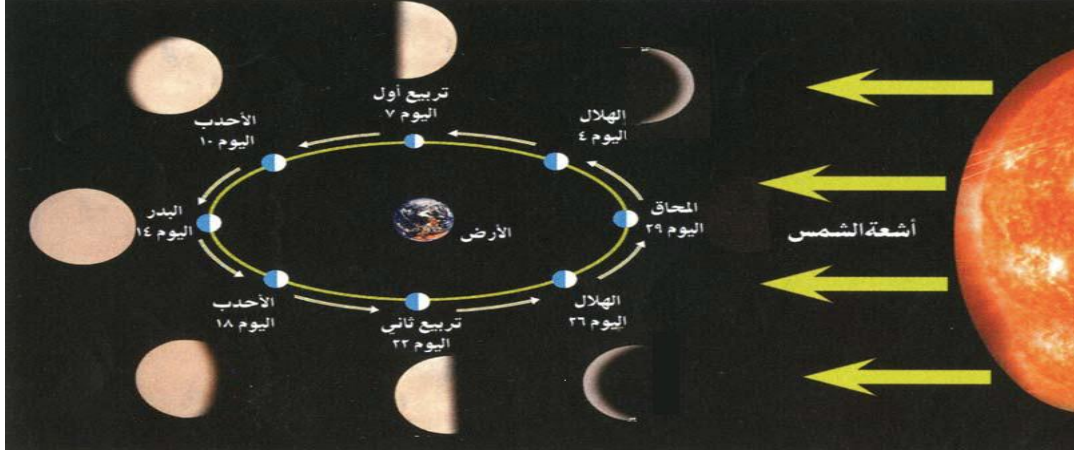 تربيع أول
اليوم ٧
الهلال
اليوم ٤
الأحدب
اليوم ١٠
المحاق
اليوم ٢٩
أشعة الشمس
الأرض
البدر
اليوم ١٤
الهلال
اليوم ٢٦
تربيع ثاني
اليوم ٢٢
الأحدب
اليوم ١٨